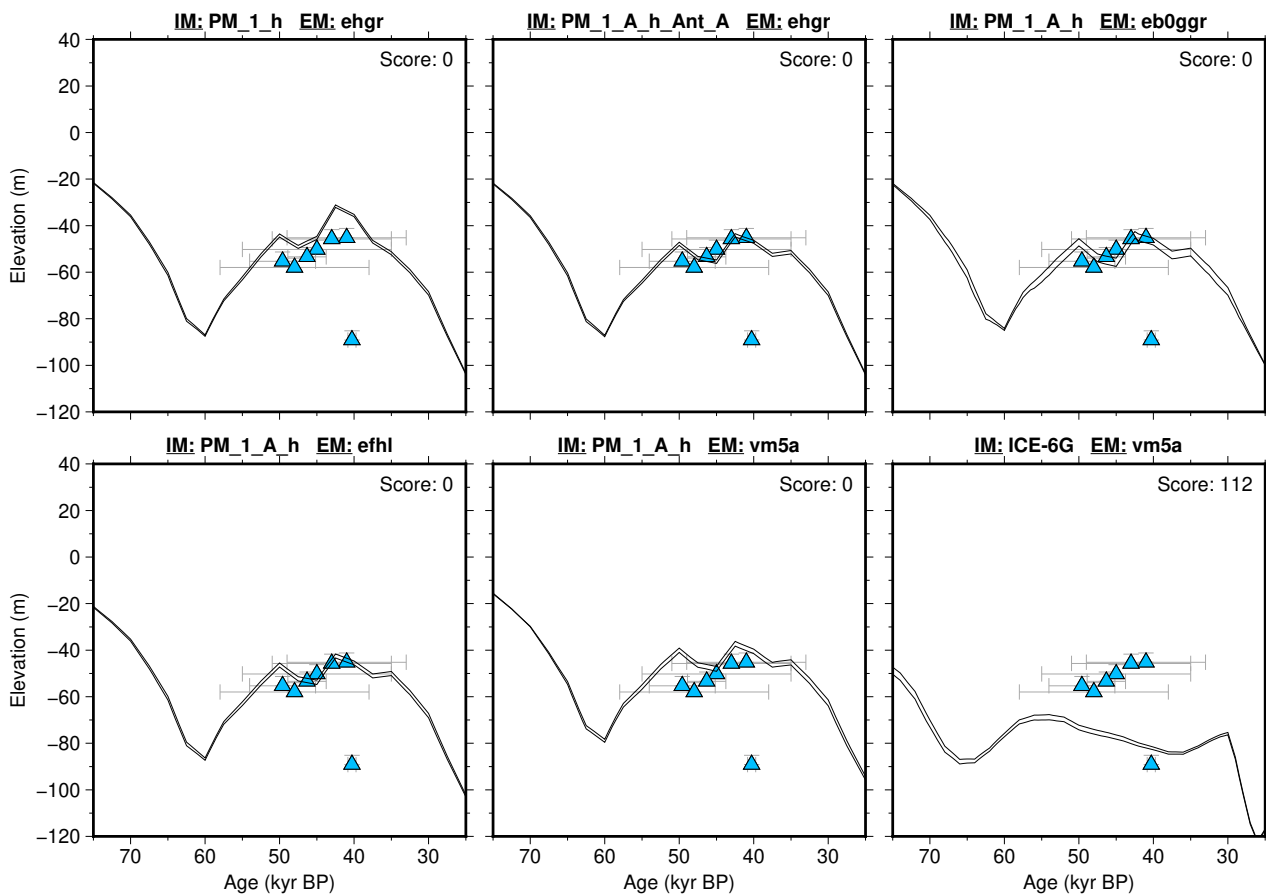 IM: PM_1_h EM: ehgr
IM: PM_1_A_h_Ant_A EM: ehgr
IM: PM_1_A_h EM: eb0ggr
40
20
0
−20
−40
−60
−80
−100
−120
Elevation (m)
Score: 0
Score: 0
Score: 0
IM: PM_1_A_h EM: efhl
IM: PM_1_A_h EM: vm5a
IM: ICE-6G EM: vm5a
40
20
0
−20
−40
−60
−80
−100
−120
Elevation (m)
Score: 0
Score: 0
Score: 112
70 60 50 40 30
70 60 50 40 30
70 60 50 40 30
Age (kyr BP)
Age (kyr BP)
Age (kyr BP)